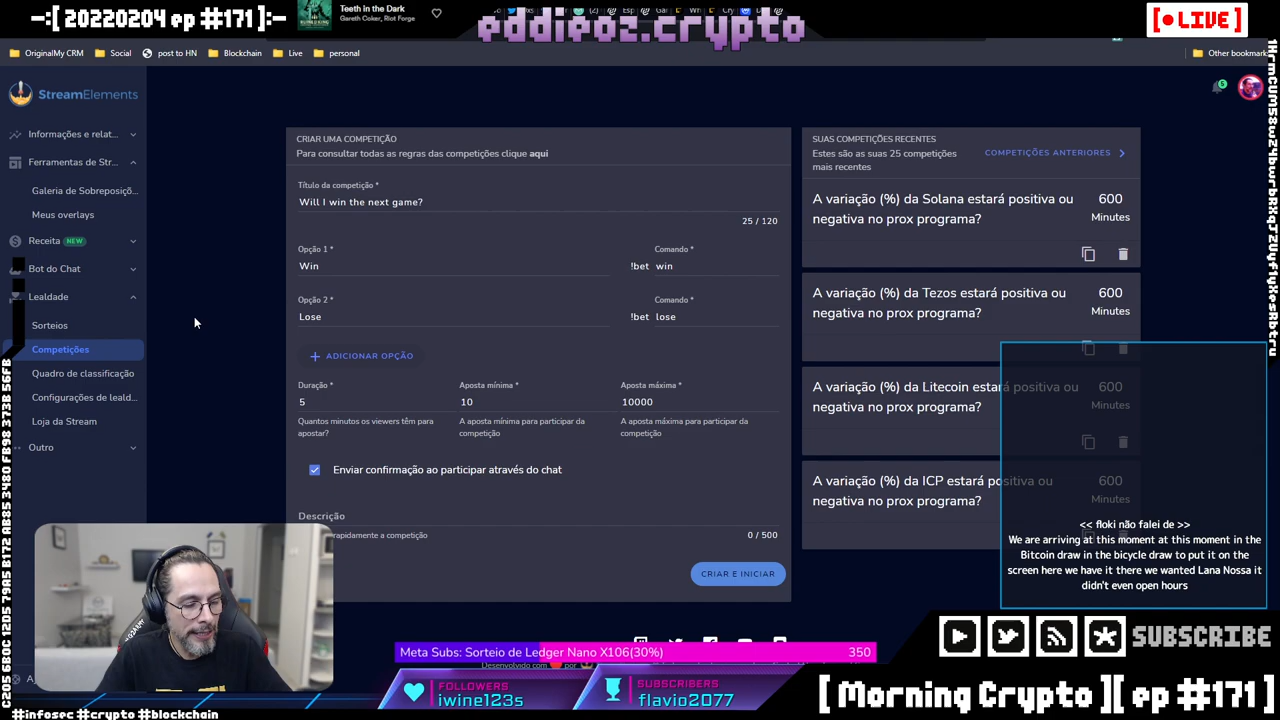 -:[ 20220204 ep #171 ]:-
Teeth in the Dark
Gareth Coker, Riot Forge
eddieoz.crypto
[ LIVE ]
OriginalMy CRM
Social
post to HN
Blockchain
Live
personal
Other bookmark
StreamElements
5
Informações e relat...
Ferramentas de Str...
Galeria de Sobreposiçõ...
Meus overlays
Receita NEW
Bot do Chat
Lealdade
Sorteios
Competições
Quadro de classificação
Configurações de leald...
Loja da Stream
Outro
CRIAR UMA COMPETIÇÃO
Para consultar todas as regras das competições clique aqui
Título da competição *
Will I win the next game?
25 / 120
Opção 1 *
Comando *
Win
!bet win
Opção 2 *
Comando *
Lose
!bet lose
+ ADICIONAR OPÇÃO
Duração *
Aposta mínima *
Aposta máxima *
5
10
10000
Quantos minutos os viewers têm para apostar?
A aposta mínima para participar da competição
A aposta máxima para participar da competição
Enviar confirmação ao participar através do chat
Descrição
rapidamente a competição
0 / 500
CRIAR E INICIAR
SUAS COMPETIÇÕES RECENTES
Estes são as suas 25 competições
mais recentes
COMPETIÇÕES ANTERIORES
A variação (%) da Solana estará positiva ou
negativa no prox programa?
600
Minutes
A variação (%) da Tezos estará positiva ou
negativa no prox programa?
600
Minutes
A variação (%) da Litecoin estará positiva ou
negativa no prox programa?
600
Minutes
A variação (%) da ICP estará positiva ou
negativa no prox programa?
600
Minutes
<< floki não falei de >>
We are arriving at this moment at this moment in the
Bitcoin draw in the bicycle draw to put it on the
screen here we have it there we wanted Lana Nossa it
didn't even open hours
SUBSCRIBE
Meta Subs: Sorteio de Ledger Nano X106(30%)
350
Desenvolvido com
por
FOLLOWERS
iwine123s
SUBSCRIBERS
flavio2077
[ Morning Crypto ][ ep #171 ]
#infosec #crypto #blockchain